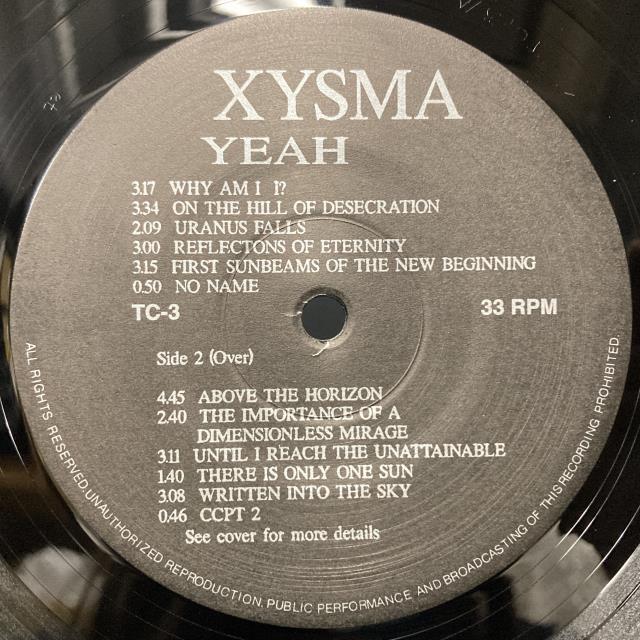 XYSMA
YEAH
3.17 WHY AM I I?
3.34 ON THE HILL OF DESECRATION
2.09 URANUS FALLS
3.00 REFLECTONS OF ETERNITY
3.15 FIRST SUNBEAMS OF THE NEW BEGINNING
0.50 NO NAME
TC-3 33 RPM
Side 2 (Over)
4.45 ABOVE THE HORIZON
2.40 THE IMPORTANCE OF A
DIMENSIONLESS MIRAGE
3.11 UNTIL I REACH THE UNATTAINABLE
1.40 THERE IS ONLY ONE SUN
3.08 WRITTEN INTO THE SKY
0.46 CCPT 2
See cover for more details
ALL RIGHTS RESERVED.UNAUTHORIZED REPRODUCTION. PUBLIC PERFORMANCE AND BROADCASTING OF THIS RECORDING PROHIBITED.